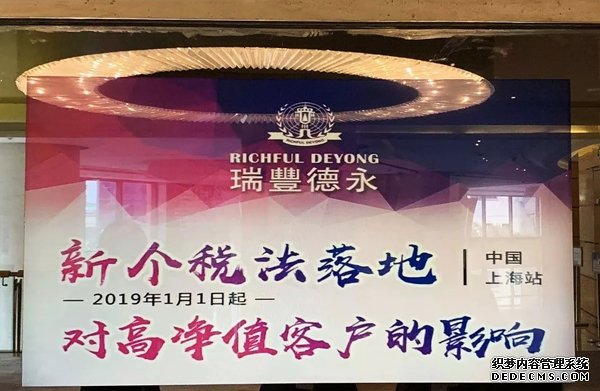 RICHFUL DEYONG
RICHFUL DEYONG
瑞豐德永
新个税法落地
中国
上海站
— 2019年1月1日起 —
对高净值客户的影响
织梦内容管理系统
DEDECMS.COM